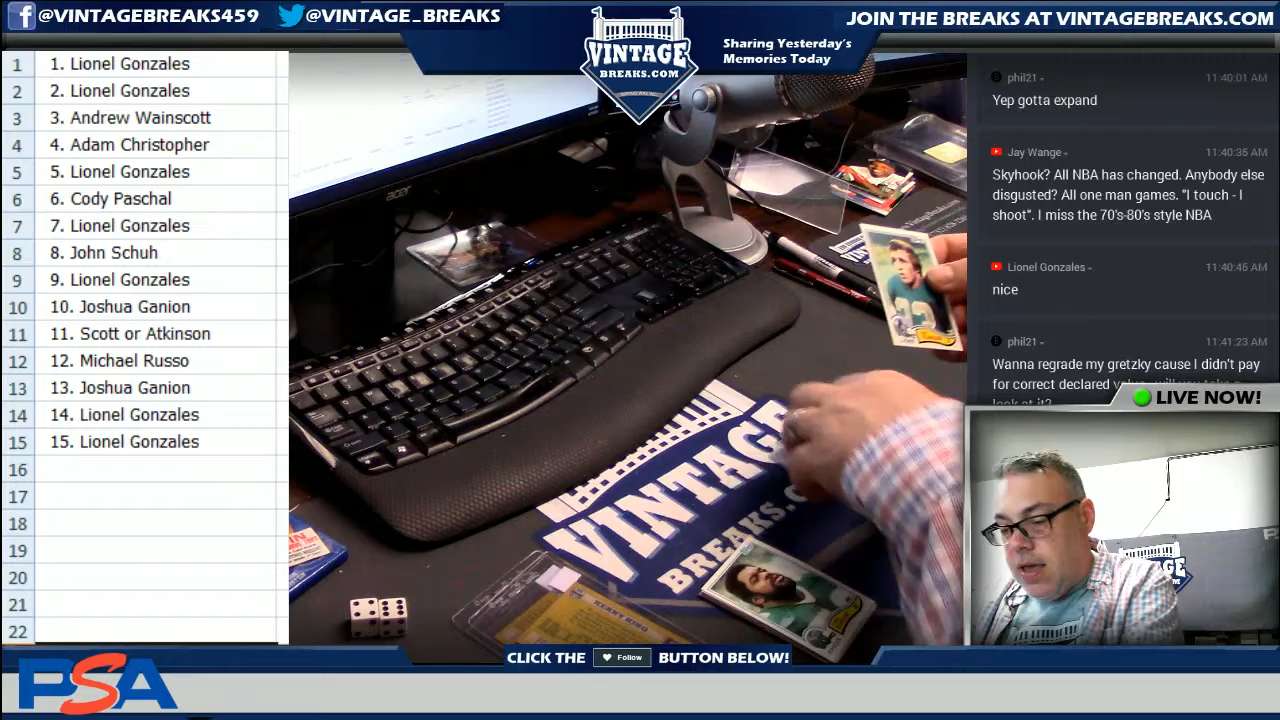 @VINTAGEBREAKS459
@VINTAGE_BREAKS
VINTAGE
BREAKS.COM
Sharing Yesterday's
Memories Today
JOIN THE BREAKS AT VINTAGEBREAKS.COM
1 1. Lionel Gonzales
2 2. Lionel Gonzales
3 3. Andrew Wainscott
4 4. Adam Christopher
5 5. Lionel Gonzales
6 6. Cody Paschal
7 7. Lionel Gonzales
8 8. John Schuh
9 9. Lionel Gonzales
10 10. Joshua Ganion
11 11. Scott or Atkinson
12 12. Michael Russo
13 13. Joshua Ganion
14 14. Lionel Gonzales
15 15. Lionel Gonzales
16
17
18
19
20
21
22
acer
VINTAGE
BREAKS.CO
KENNY KING
phil21 11:40:01 AM
Yep gotta expand
Jay Wange 11:40:35 AM
Skyhook? All NBA has changed. Anybody else
disgusted? All one man games. "I touch - I
shoot". I miss the 70's-80's style NBA
Lionel Gonzales 11:40:45 AM
nice
phil21 11:41:23 AM
Wanna regrade my gretzky cause I didn't pay
for correct declared
LIVE NOW!
CLICK THE Follow BUTTON BELOW!
PSA